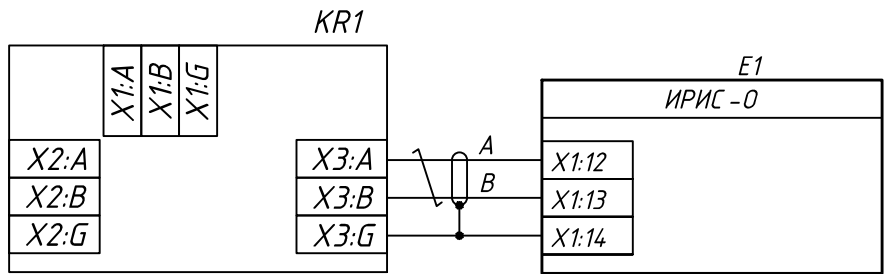 KR1
E1
X1:A X1:B X1:G
ИРИС-О
X2:A X3:A A X1:12
X2:B X3:B B X1:13
X2:G X3:G X1:14